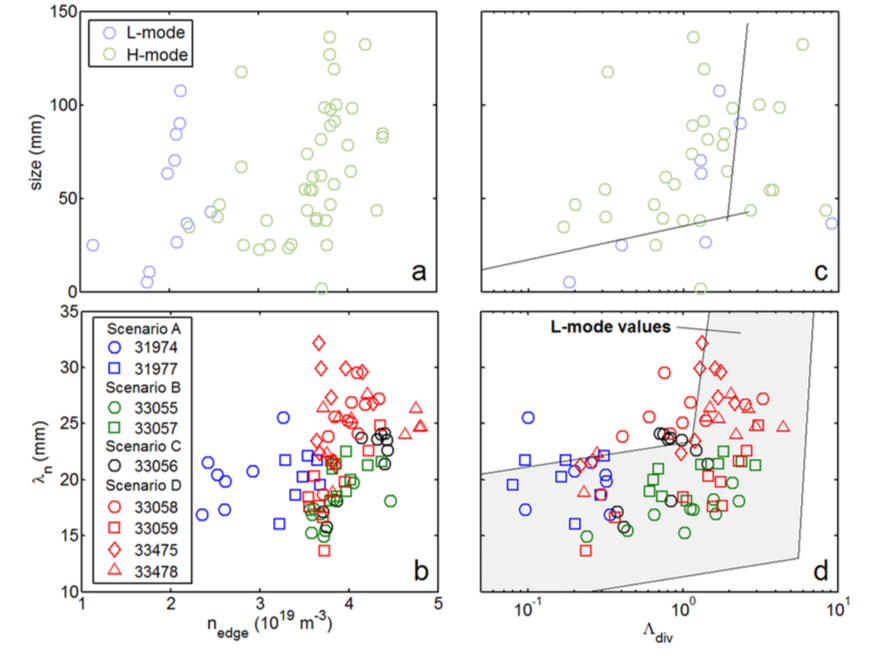 150
100
50
0
size (mm)
L-mode
H-mode
a
c
35
30
25
20
15
10
λn (mm)
Scenario A
31974
31977
Scenario B
33055
33057
Scenario C
33056
Scenario D
33058
33059
33475
33478
b
L-mode values
d
1 2 3 4 5
nedge (10^19 m^-3)
10^-1 10^0 10^1
Λdiv